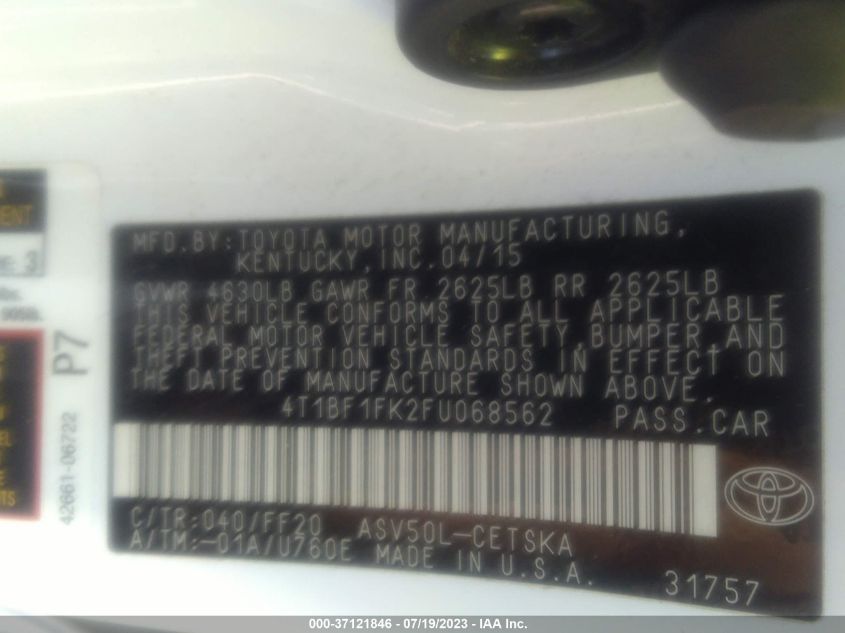 MFD.BY:TOYOTA MOTOR MANUFACTURING,
KENTUCKY,INC.04/15
GVWR 4630LB GAWR FR 2625LB RR 2625LB
THIS VEHICLE CONFORMS TO ALL APPLICABLE
FEDERAL MOTOR VEHICLE SAFETY,BUMPER,AND
THEFT PREVENTION STANDARDS IN EFFECT ON
THE DATE OF MANUFACTURE SHOWN ABOVE.
4T1BF1FK2FU068562 PASS.CAR
C/TR:040/FF20 ASV50L-CETSKA
A/TM:-01A/U760E MADE IN U.S.A.
31757
P7
42661-06722
3
000-37121846 - 07/19/2023 - IAA Inc.